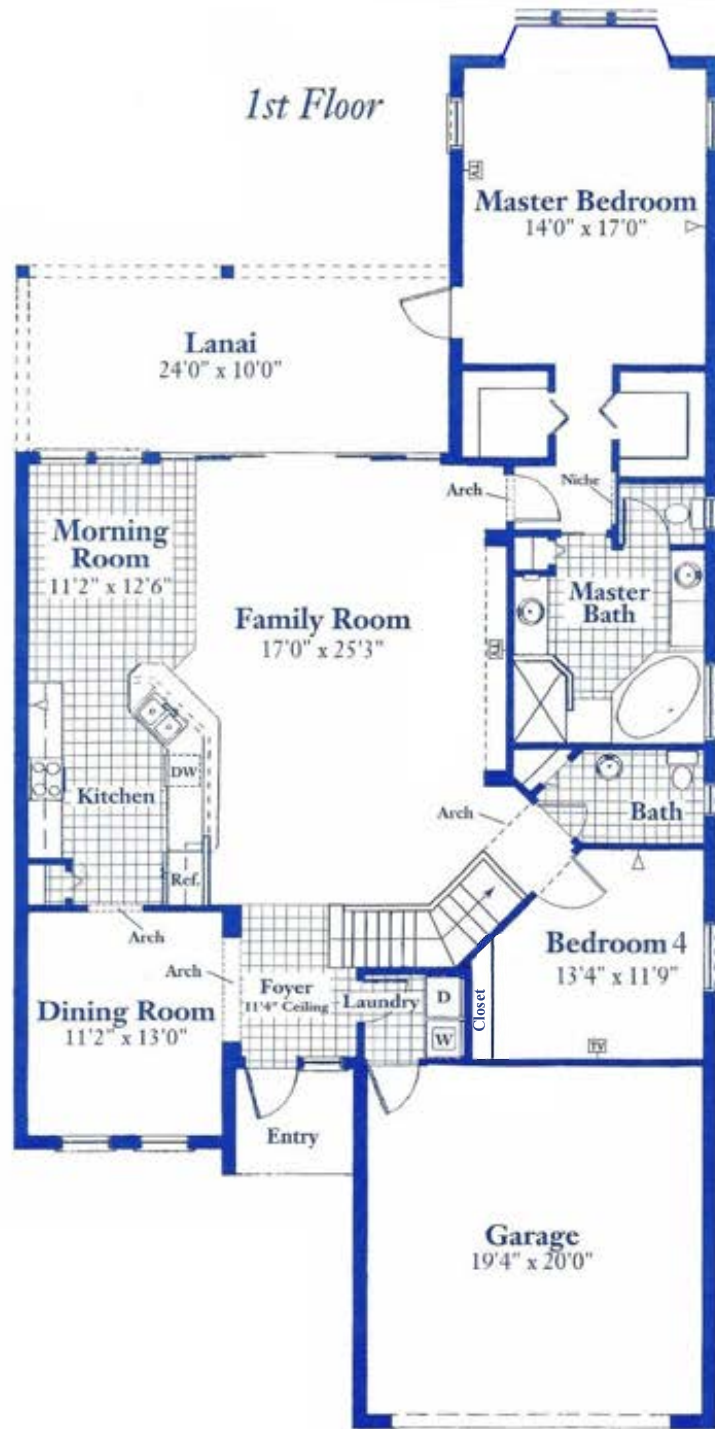 1st Floor
Master Bedroom
14'0" x 17'0"
TV
Lanai
24'0" x 10'0"
Arch
Niche
Morning
Room
11'2" x 12'6"
Family Room
17'0" x 25'3"
TV
Master
Bath
DW
Kitchen
Arch
Bath
Ref.
Arch
Arch
Bedroom 4
13'4" x 11'9"
Foyer
11'4" Ceiling
Laundry
D
W
Closet
Dining Room
11'2" x 13'0"
TV
Entry
Garage
19'4" x 20'0"